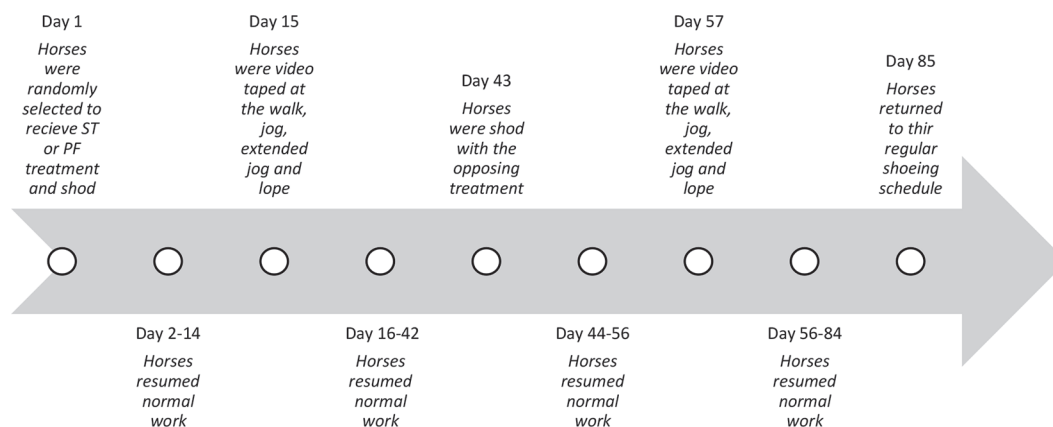 Day 1
Horses
were
randomly
selected to
recieve ST
or PF
treatment
and shod
Day 15
Horses
were video
taped at
the walk,
jog,
extended
jog and
lope
Day 43
Horses
were shod
with the
opposing
treatment
Day 57
Horses
were video
taped at
the walk,
jog,
extended
jog and
lope
Day 85
Horses
returned
to thir
regular
shoeing
schedule
Day 2-14
Horses
resumed
normal
work
Day 16-42
Horses
resumed
normal
work
Day 44-56
Horses
resumed
normal
work
Day 56-84
Horses
resumed
normal
work